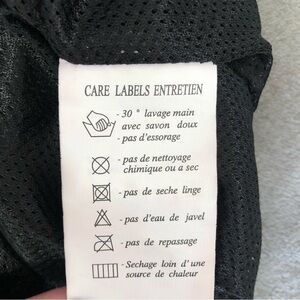 CARE LABELS ENTRETIEN
- 30 ° lavage main
avec savon doux
- pas d'essorage
- pas de nettoyage
chimique ou a sec
- pas de seche linge
- pas d'eau de javel
- pas de repassage
- Sechage loin d'une
source de chaleur